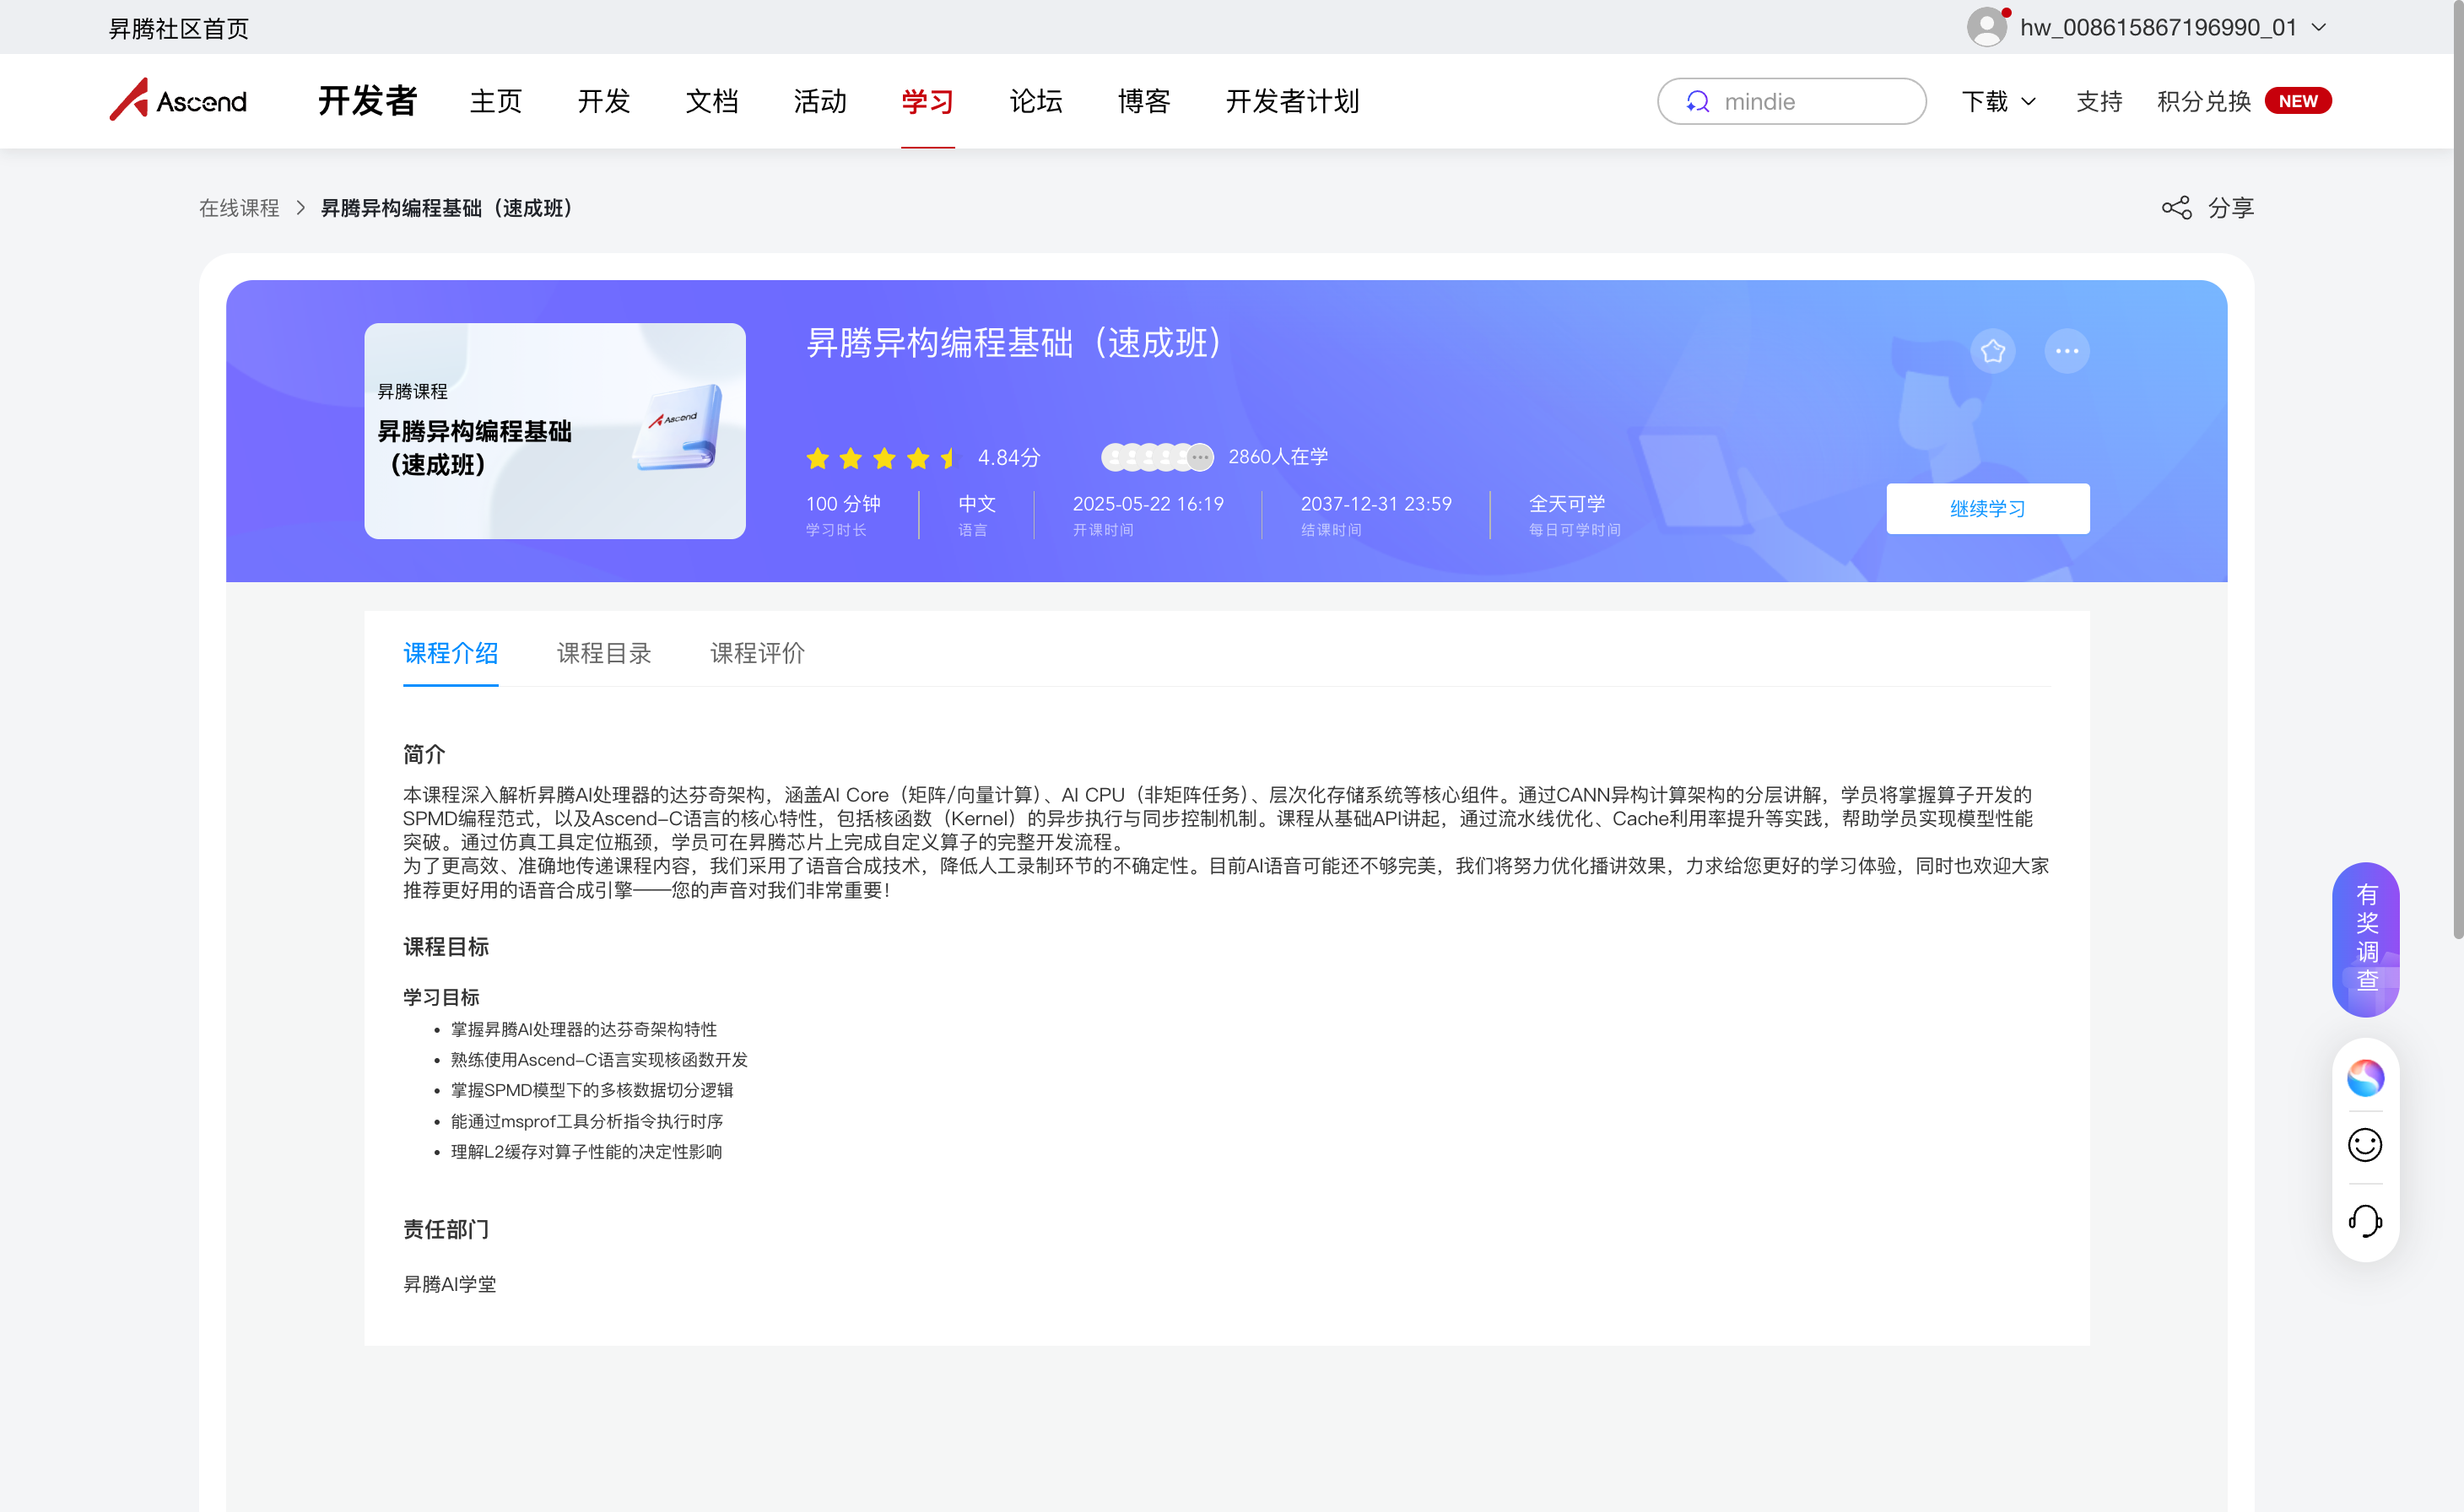 昇腾社区首页
hw_008615867196990_01
Ascend
开发者 主页 开发 文档 活动 学习 论坛 博客 开发者计划
mindie
下载 支持 积分兑换 NEW
在线课程 > 昇腾异构编程基础（速成班）
分享
昇腾课程
昇腾异构编程基础
（速成班）
Ascend
昇腾异构编程基础（速成班）
4.84分
2860人在学
100 分钟 中文 2025-05-22 16:19 2037-12-31 23:59 全天可学
学习时长 语言 开课时间 结课时间 每日可学时间
继续学习
课程介绍 课程目录 课程评价
简介
本课程深入解析昇腾AI处理器的达芬奇架构，涵盖AI Core（矩阵/向量计算）、AI CPU（非矩阵任务）、层次化存储系统等核心组件。通过CANN异构计算架构的分层讲解，学员将掌握算子开发的
SPMD编程范式，以及Ascend-C语言的核心特性，包括核函数（Kernel）的异步执行与同步控制机制。课程从基础API讲起，通过流水线优化、Cache利用率提升等实践，帮助学员实现模型性能
突破。通过仿真工具定位瓶颈，学员可在昇腾芯片上完成自定义算子的完整开发流程。
为了更高效、准确地传递课程内容，我们采用了语音合成技术，降低人工录制环节的不确定性。目前AI语音可能还不够完美，我们将努力优化播讲效果，力求给您更好的学习体验，同时也欢迎大家
推荐更好用的语音合成引擎——您的声音对我们非常重要！
课程目标
学习目标
• 掌握昇腾AI处理器的达芬奇架构特性
• 熟练使用Ascend-C语言实现核函数开发
• 掌握SPMD模型下的多核数据切分逻辑
• 能通过msprof工具分析指令执行时序
• 理解L2缓存对算子性能的决定性影响
责任部门
昇腾AI学堂
有奖调查